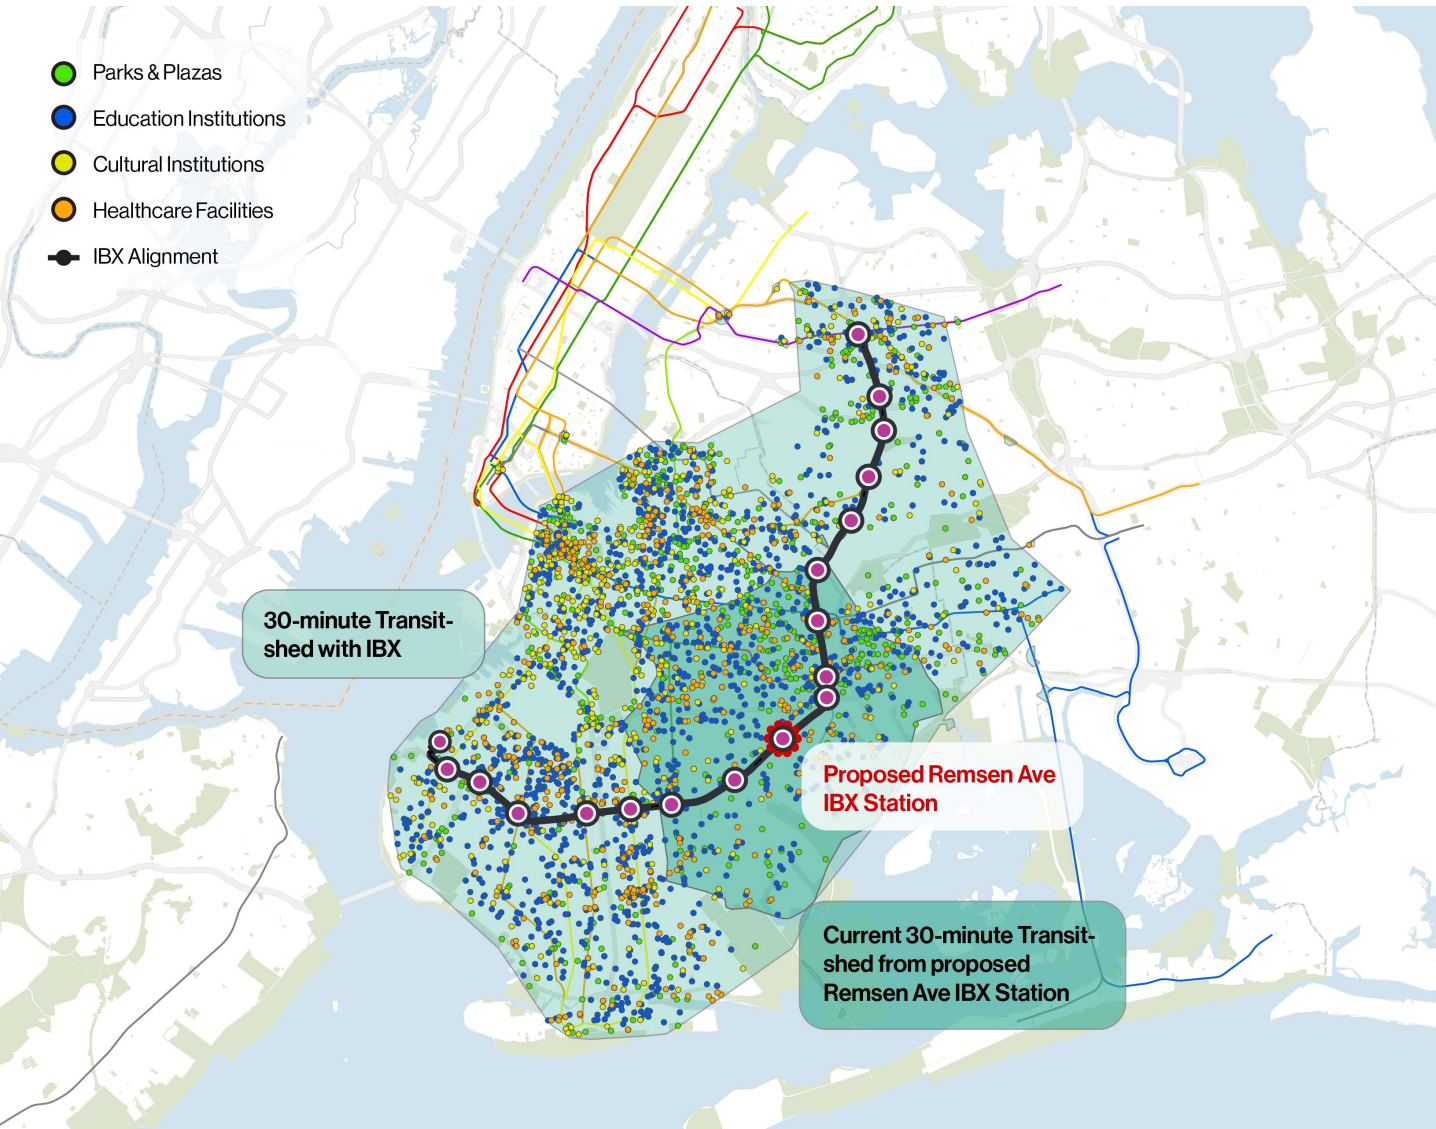 Parks & Plazas
Education Institutions
Cultural Institutions
Healthcare Facilities
IBX Alignment
30-minute Transit-
shed with IBX
Proposed Remsen Ave
IBX Station
Current 30-minute Transit-
shed from proposed
Remsen Ave IBX Station